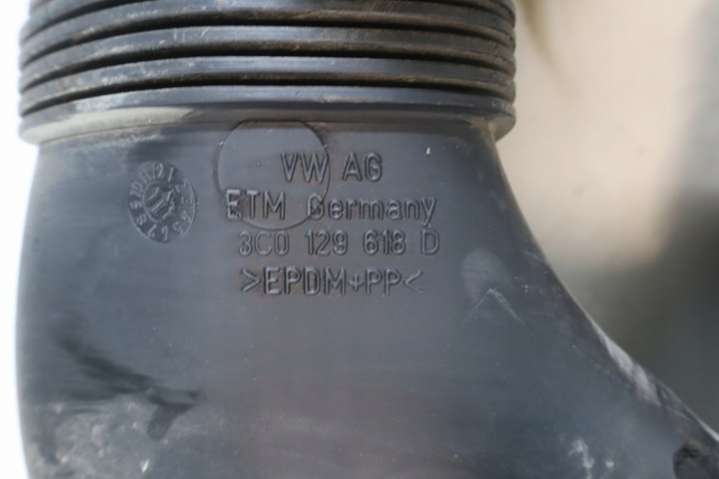 VW AG
ETM Germany
3C0 129 618 D
>EPDM+PP<